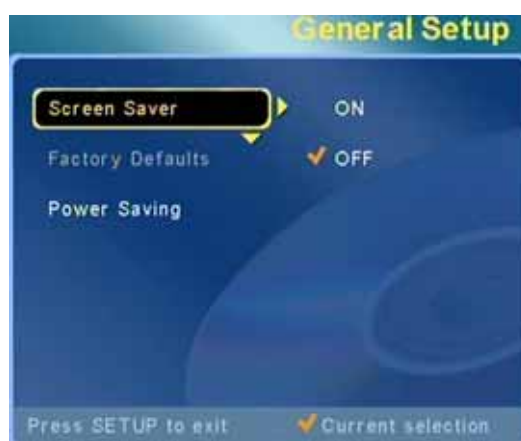 General Setup
Screen Saver ON
Factory Defaults OFF
Power Saving
Press SETUP to exit Current selection